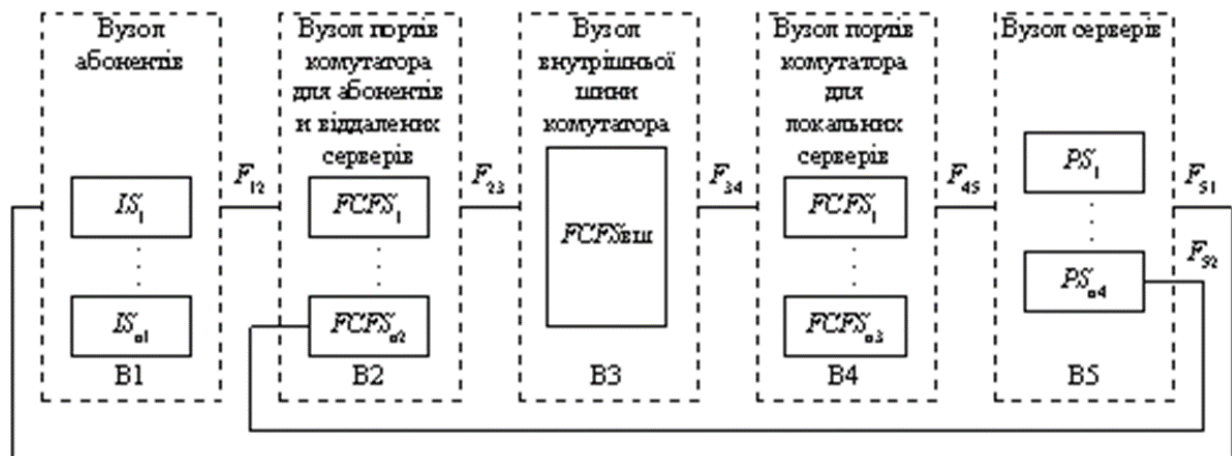 Вузол
абонентів
IS1
ISn1
B1
F12
Вузол портів
комутатора
для абонентів
и віддалених
серверів
FCFS1
FCFSn2
B2
F23
Вузол
внутрішньої
шини
комутатора
FCFSВШ
B3
F34
Вузол портів
комутатора
для
локальних
серверів
FCFS1
FCFSn3
B4
F45
Вузол серверів
PS1
PSn4
B5
F51
F52